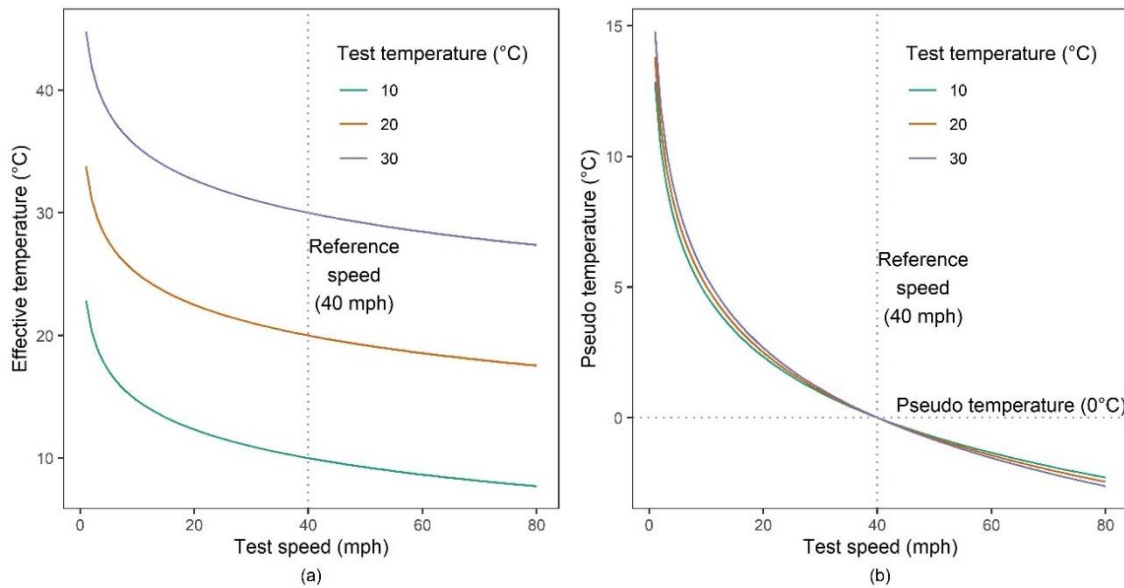 Test temperature (°C)
10
20
30
Reference
speed
(40 mph)
Effective temperature (°C)
40
30
20
10
0
20
40
60
80
Test speed (mph)
(a)
Test temperature (°C)
10
20
30
Reference
speed
(40 mph)
Pseudo temperature (0°C)
Pseudo temperature (°C)
15
10
5
0
0
20
40
60
80
Test speed (mph)
(b)